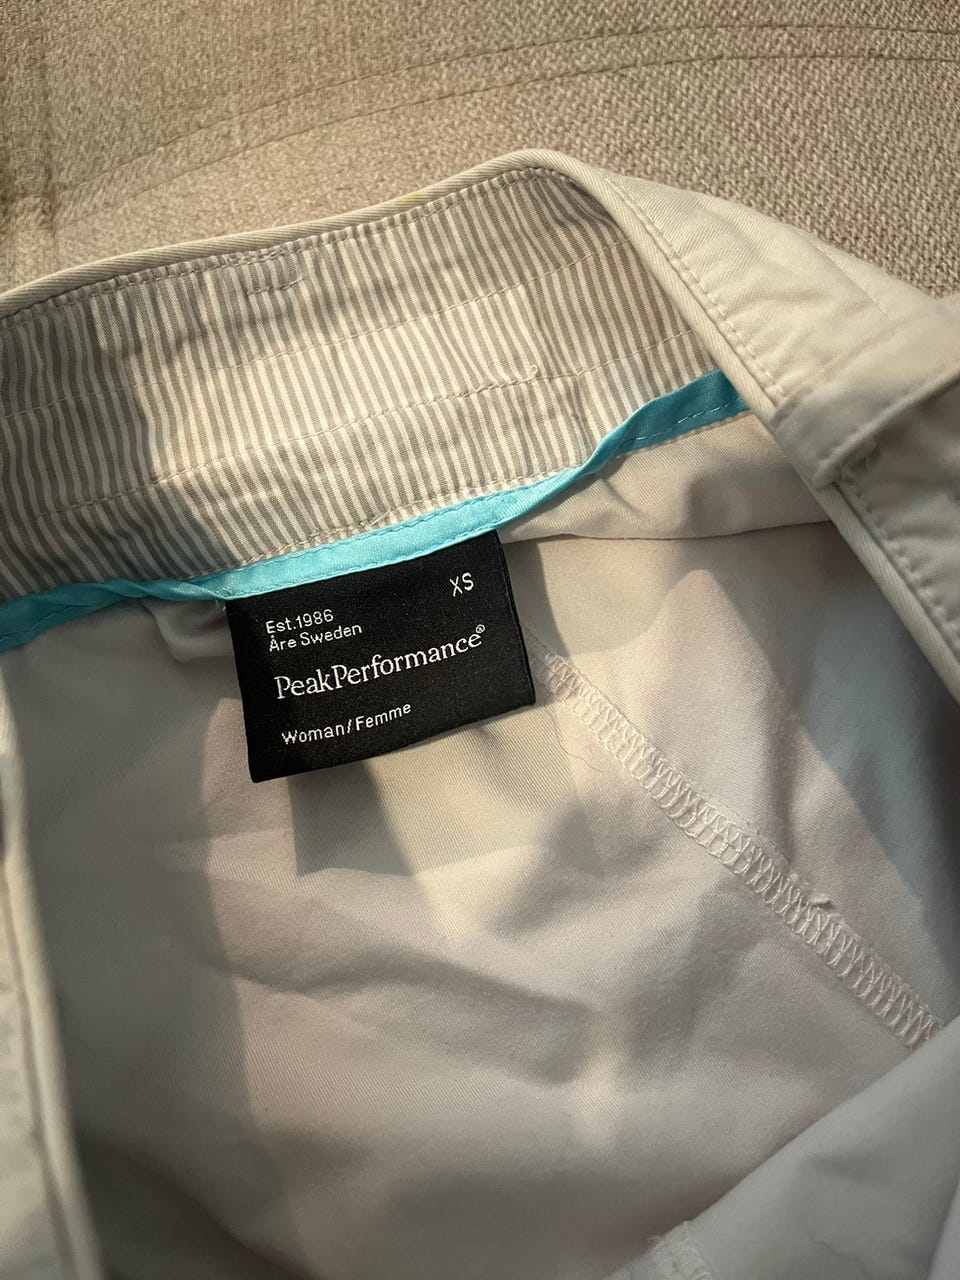 XS
Est.1986
Åre Sweden
PeakPerformance®
Woman/Femme